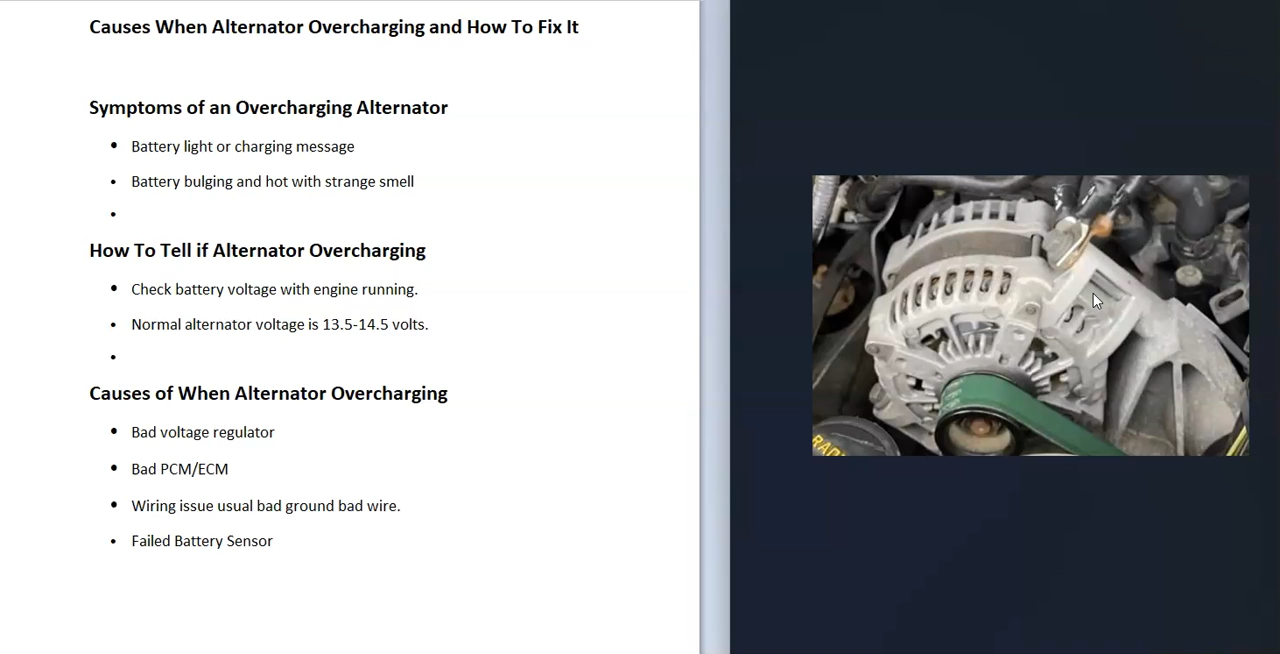 Causes When Alternator Overcharging and How To Fix It
Symptoms of an Overcharging Alternator
• Battery light or charging message
• Battery bulging and hot with strange smell
•
How To Tell if Alternator Overcharging
• Check battery voltage with engine running.
• Normal alternator voltage is 13.5-14.5 volts.
•
Causes of When Alternator Overcharging
• Bad voltage regulator
• Bad PCM/ECM
• Wiring issue usual bad ground bad wire.
• Failed Battery Sensor